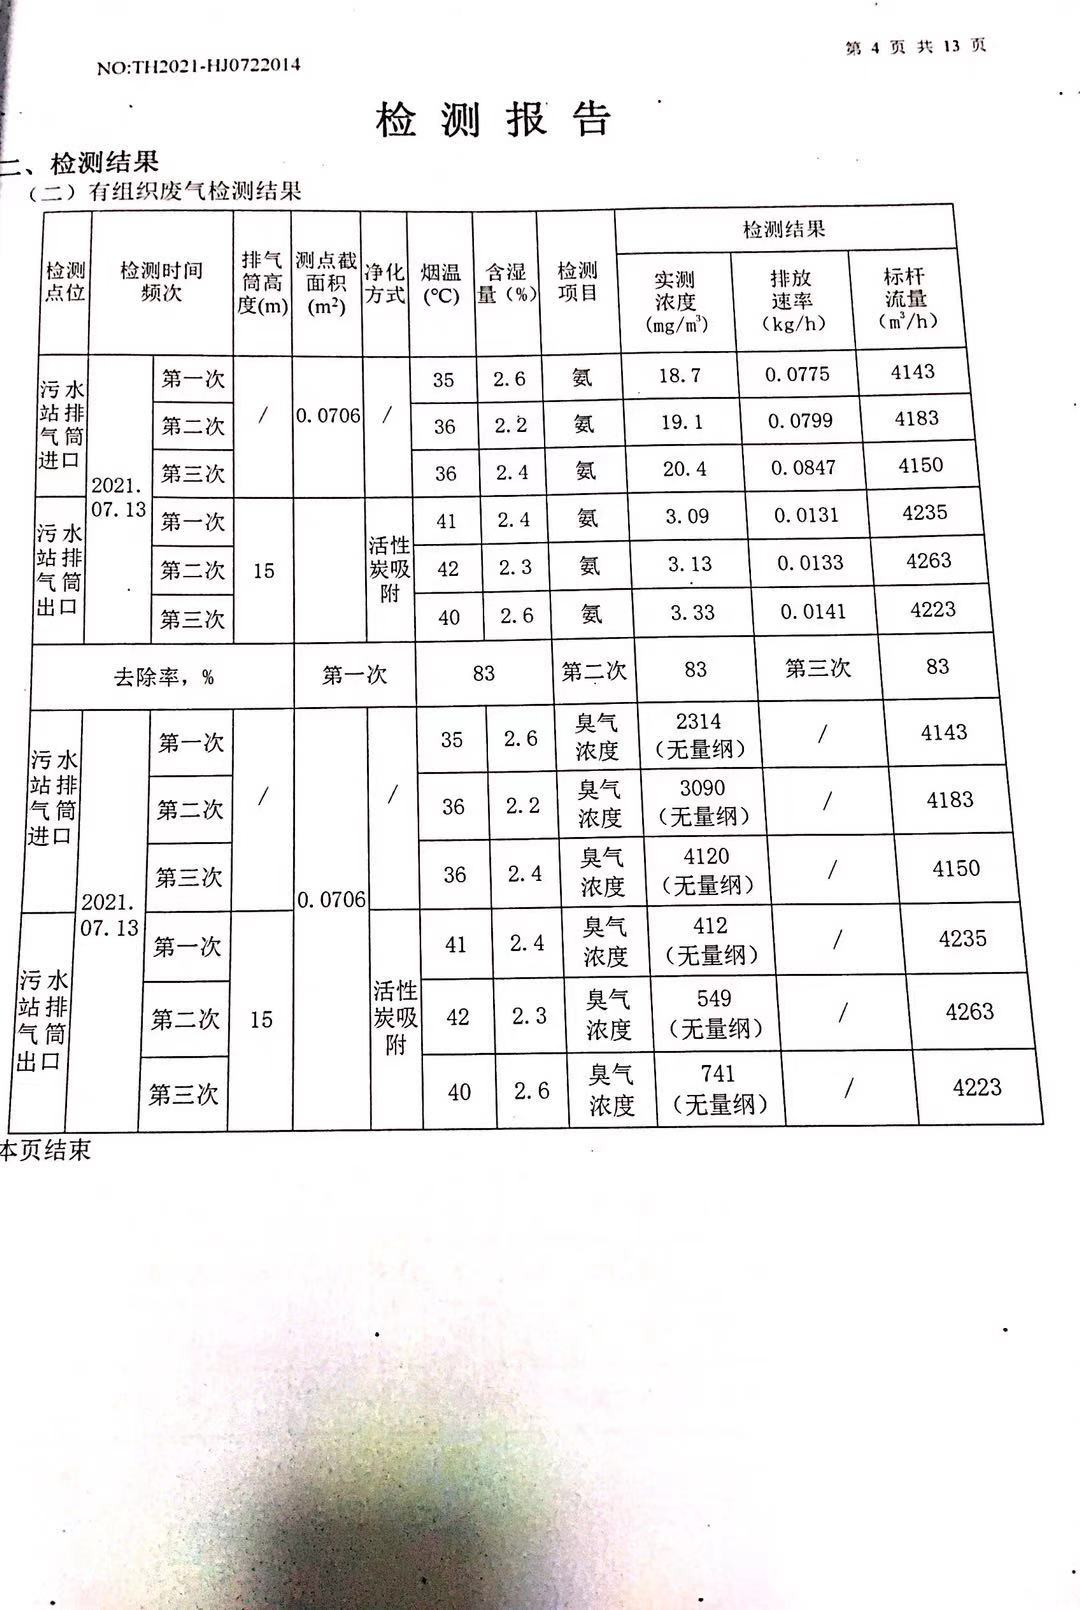 第 4 页 共 13 页
NO:TH2021-HJ0722014
检 测 报 告
二、检测结果
（二）有组织废气检测结果
检测点位 检测时间频次 排气筒高度(m) 测点截面积(m²) 净化方式 烟温(℃) 含湿量（%） 检测项目 检测结果
实测浓度(mg/m³) 排放速率（kg/h） 标杆流量（m³/h）
污水站排气筒进口 2021.07.13 第一次 / 0.0706 / 35 2.6 氨 18.7 0.0775 4143
第二次 36 2.2 氨 19.1 0.0799 4183
第三次 36 2.4 氨 20.4 0.0847 4150
污水站排气筒出口 第一次 15 活性炭吸附 41 2.4 氨 3.09 0.0131 4235
第二次 42 2.3 氨 3.13 0.0133 4263
第三次 40 2.6 氨 3.33 0.0141 4223
去除率，% 第一次 83 第二次 83 第三次 83
污水站排气筒进口 2021.07.13 第一次 / 0.0706 / 35 2.6 臭气浓度 2314（无量纲） / 4143
第二次 36 2.2 臭气浓度 3090（无量纲） / 4183
第三次 36 2.4 臭气浓度 4120（无量纲） / 4150
污水站排气筒出口 第一次 15 活性炭吸附 41 2.4 臭气浓度 412（无量纲） / 4235
第二次 42 2.3 臭气浓度 549（无量纲） / 4263
第三次 40 2.6 臭气浓度 741（无量纲） / 4223
本页结束